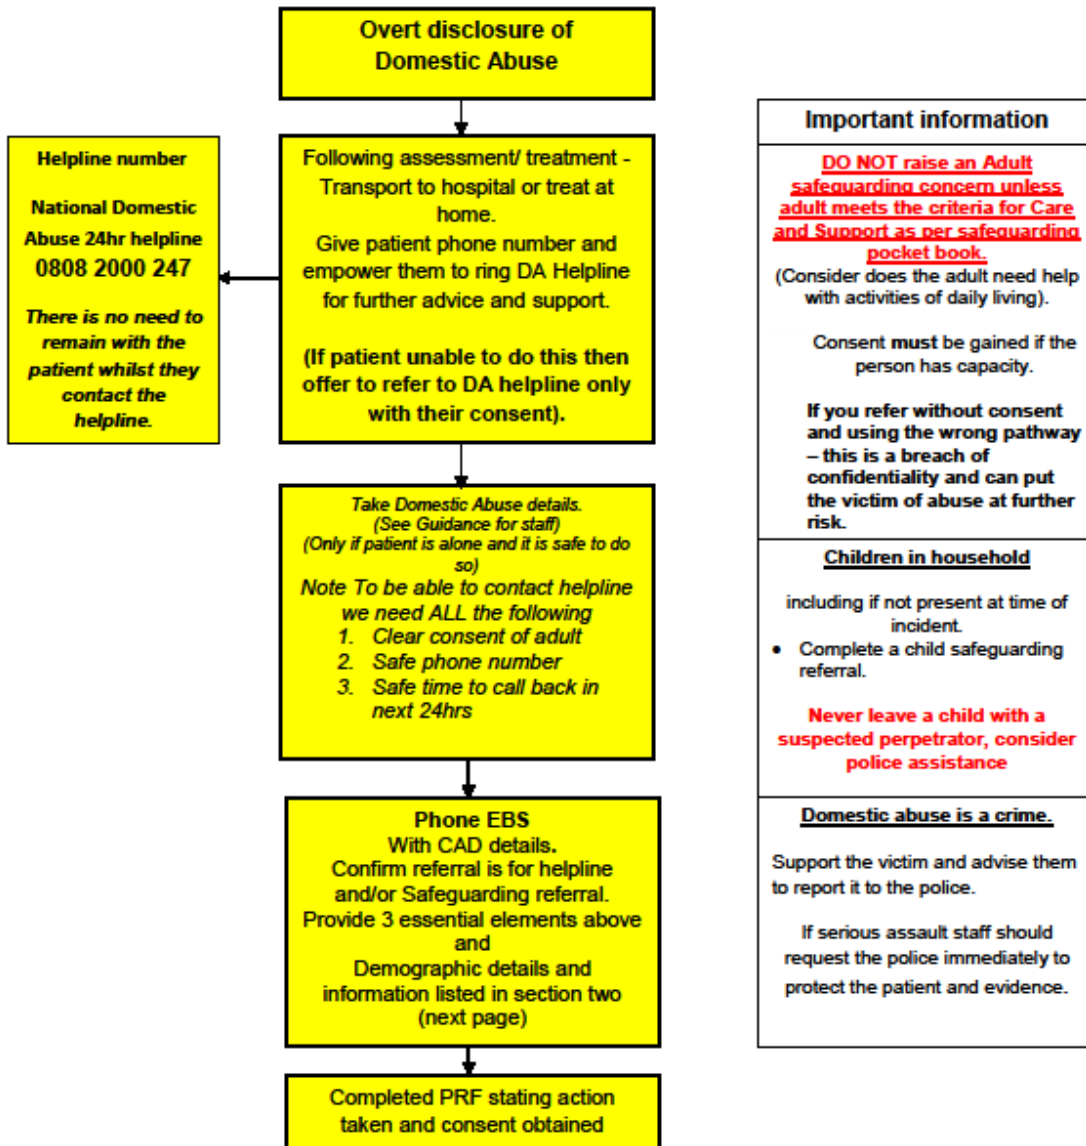 Overt disclosure of
Domestic Abuse
Helpline number
National Domestic
Abuse 24hr helpline
0808 2000 247
There is no need to
remain with the
patient whilst they
contact the
helpline.
Following assessment/ treatment -
Transport to hospital or treat at
home.
Give patient phone number and
empower them to ring DA Helpline
for further advice and support.
(If patient unable to do this then
offer to refer to DA helpline only
with their consent).
Take Domestic Abuse details.
(See Guidance for staff)
(Only if patient is alone and it is safe to do
so)
Note To be able to contact helpline
we need ALL the following
1. Clear consent of adult
2. Safe phone number
3. Safe time to call back in
next 24hrs
Phone EBS
With CAD details.
Confirm referral is for helpline
and/or Safeguarding referral.
Provide 3 essential elements above
and
Demographic details and
information listed in section two
(next page)
Completed PRF stating action
taken and consent obtained
Important information
DO NOT raise an Adult
safeguarding concern unless
adult meets the criteria for Care
and Support as per safeguarding
pocket book.
(Consider does the adult need help
with activities of daily living).
Consent must be gained if the
person has capacity.
If you refer without consent
and using the wrong pathway
– this is a breach of
confidentiality and can put
the victim of abuse at further
risk.
Children in household
including if not present at time of
incident.
• Complete a child safeguarding
referral.
Never leave a child with a
suspected perpetrator, consider
police assistance
Domestic abuse is a crime.
Support the victim and advise them
to report it to the police.
If serious assault staff should
request the police immediately to
protect the patient and evidence.